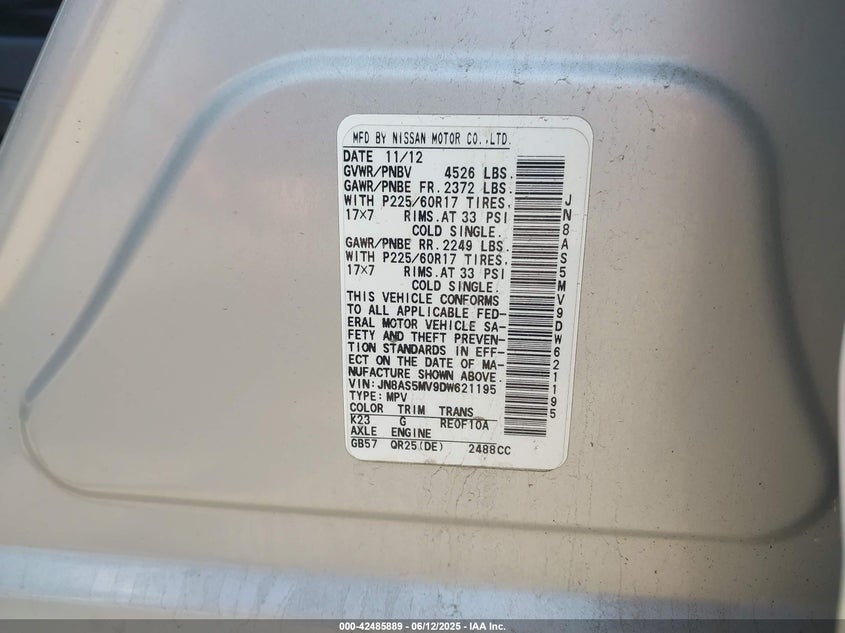 MFD BY NISSAN MOTOR CO.,LTD.
DATE 11/12
GVWR/PNBV 4526 LBS.
GAWR/PNBE FR. 2372 LBS.
WITH P225/60R17 TIRES,
17×7 RIMS.AT 33 PSI
COLD SINGLE.
GAWR/PNBE RR. 2249 LBS.
WITH P225/60R17 TIRES,
17×7 RIMS.AT 33 PSI
COLD SINGLE.
THIS VEHICLE CONFORMS
TO ALL APPLICABLE FED-
ERAL MOTOR VEHICLE SA-
FETY AND THEFT PREVEN-
TION STANDARDS IN EFF-
ECT ON THE DATE OF MA-
NUFACTURE SHOWN ABOVE.
VIN:JN8AS5MV9DW621195
TYPE:MPV
COLOR TRIM TRANS
K23 G RE0F10A
AXLE ENGINE
GB57 QR25(DE) 2488CC
JN8AS5MV9DW621195
000-42485889 - 06/12/2025 - IAA Inc.